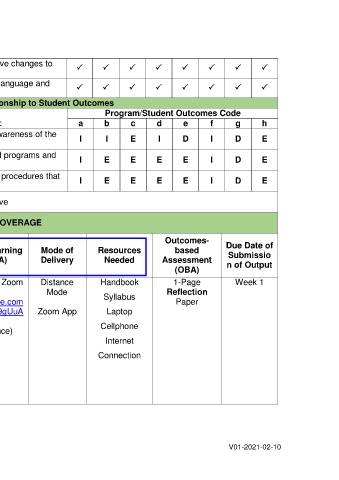 ve changes to ✓ ✓ ✓ ✓ ✓ ✓ ✓ ✓
anguage and ✓ ✓ ✓ ✓ ✓ ✓ ✓ ✓
onship to Student Outcomes
Program/Student Outcomes Code
: a b c d e f g h
wareness of the I I E I D I D E
d programs and I E E E E I D E
procedures that I E E E E I D E
ve
OVERAGE
rning
A)
Mode of
Delivery
Resources
Needed
Outcomes-
based
Assessment
(OBA)
Due Date of
Submissio
n of Output
Zoom
e.com
9gUuA
ce)
Distance
Mode
Zoom App
Handbook
Syllabus
Laptop
Cellphone
Internet
Connection
1-Page
Reflection
Paper
Week 1
V01-2021-02-10